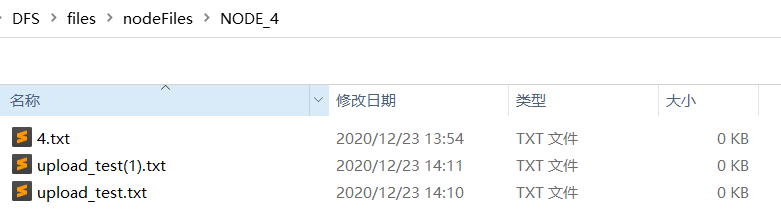 DFS > files > nodeFiles > NODE_4
名称 修改日期 类型 大小
4.txt 2020/12/23 13:54 TXT 文件 0 KB
upload_test(1).txt 2020/12/23 14:11 TXT 文件 0 KB
upload_test.txt 2020/12/23 14:10 TXT 文件 0 KB